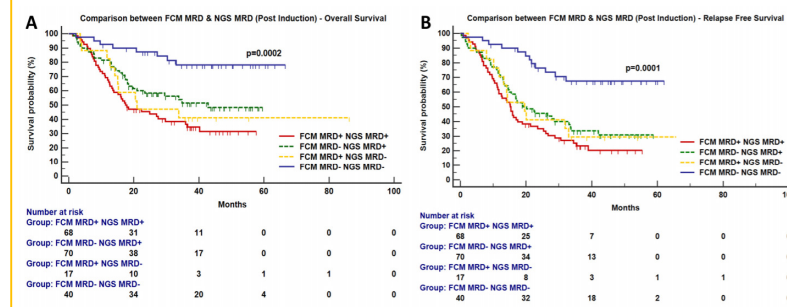 A
Comparison between FCM MRD & NGS MRD (Post Induction) - Overall Survival
Survival probability (%)
100
90
80
70
60
50
40
30
20
10
0
p=0.0002
FCM MRD+ NGS MRD+
FCM MRD- NGS MRD+
FCM MRD+ NGS MRD-
FCM MRD- NGS MRD-
0 20 40 60 80 100
Months
Number at risk
Group: FCM MRD+ NGS MRD+
68 31 11 0 0 0
Group: FCM MRD- NGS MRD+
70 38 17 0 0 0
Group: FCM MRD+ NGS MRD-
17 10 3 1 1 0
Group: FCM MRD- NGS MRD-
40 34 20 4 0 0
B
Comparison between FCM MRD & NGS MRD (Post Induction) - Relapse Free Survival
Survival probability (%)
100
90
80
70
60
50
40
30
20
10
0
p=0.0001
FCM MRD+ NGS MRD+
FCM MRD- NGS MRD+
FCM MRD+ NGS MRD-
FCM MRD- NGS MRD-
0 20 40 60 80 100
Months
Number at risk
Group: FCM MRD+ NGS MRD+
68 25 7 0 0
Group: FCM MRD- NGS MRD+
70 34 13 0 0
Group: FCM MRD+ NGS MRD-
17 8 3 1 1
Group: FCM MRD- NGS MRD-
40 32 18 2 0